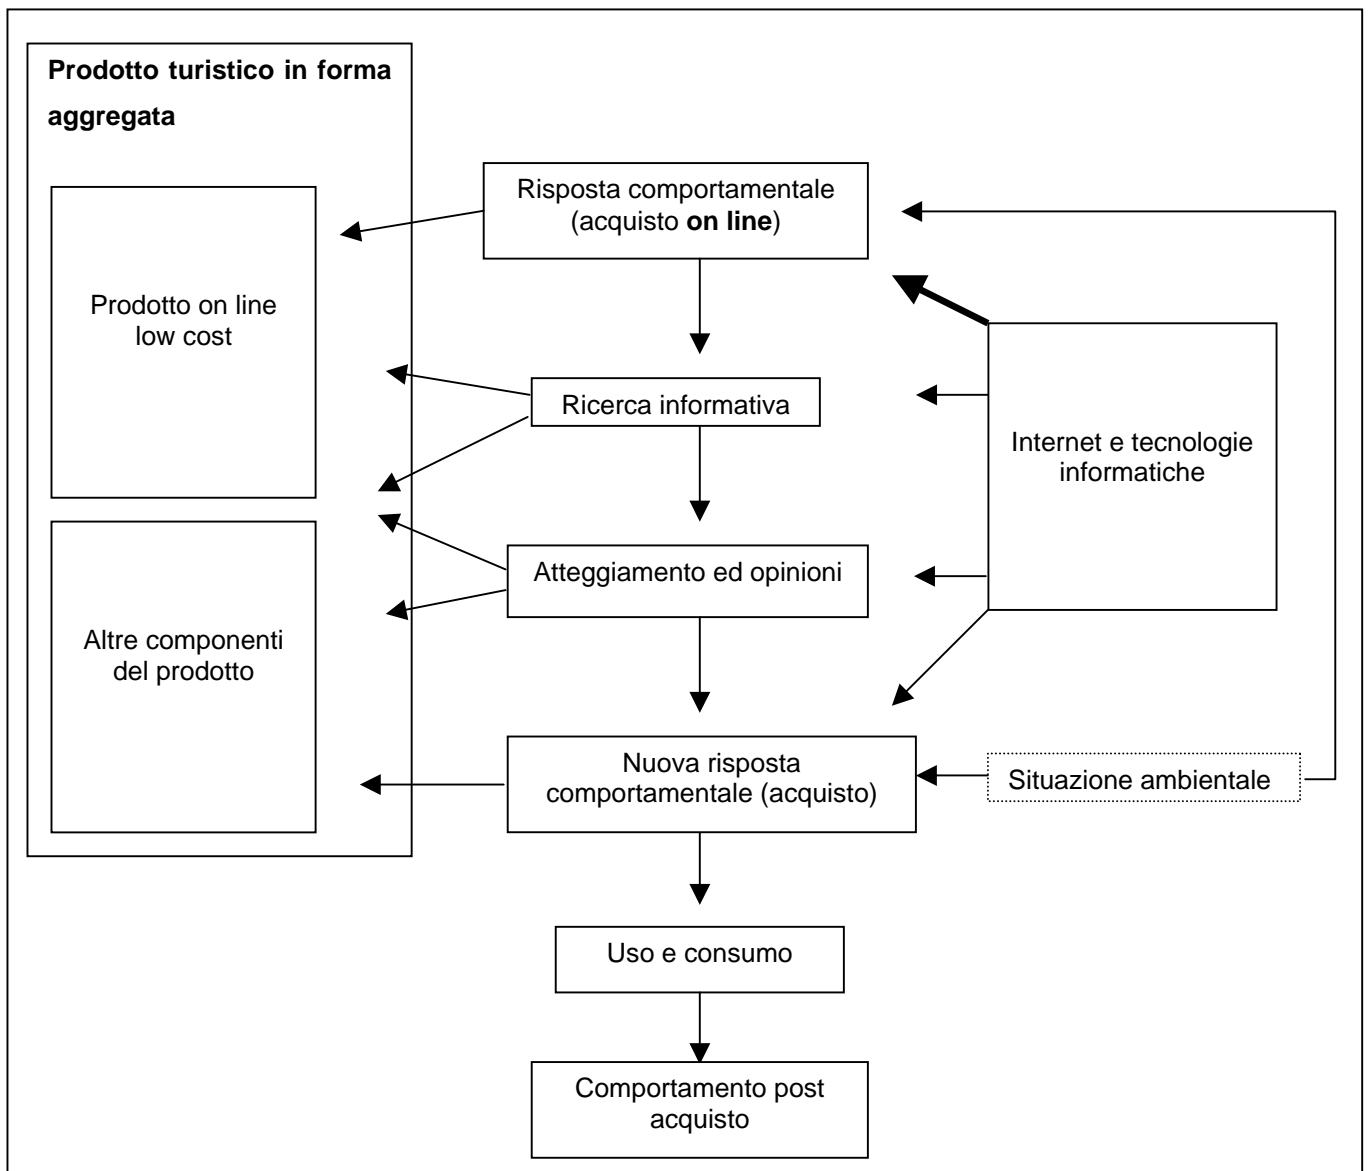 Prodotto turistico in forma
aggregata
Risposta comportamentale
(acquisto on line)
Prodotto on line
low cost
Ricerca informativa
Internet e tecnologie
informatiche
Atteggiamento ed opinioni
Altre componenti
del prodotto
Nuova risposta
comportamentale (acquisto)
Situazione ambientale
Uso e consumo
Comportamento post
acquisto